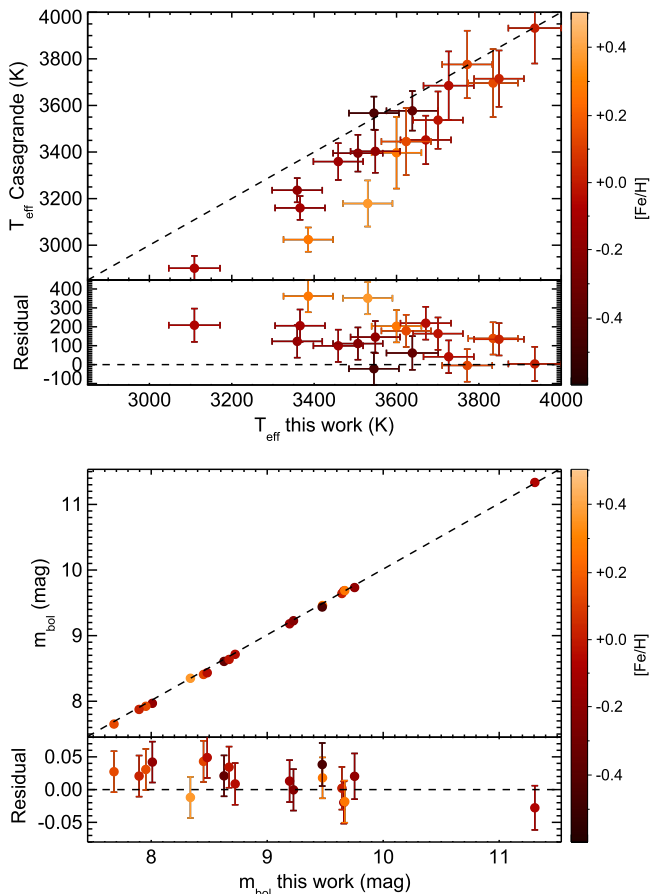 4000
3800
3600
3400
3200
3000
T_eff Casagrande (K)
400
300
200
100
0
-100
Residual
3000 3200 3400 3600 3800 4000
T_eff this work (K)
+0.4
+0.2
+0.0
-0.2
-0.4
[Fe/H]
11
10
9
8
m_bol (mag)
0.05
0.00
-0.05
Residual
8 9 10 11
m_bol this work (mag)
+0.4
+0.2
+0.0
-0.2
-0.4
[Fe/H]